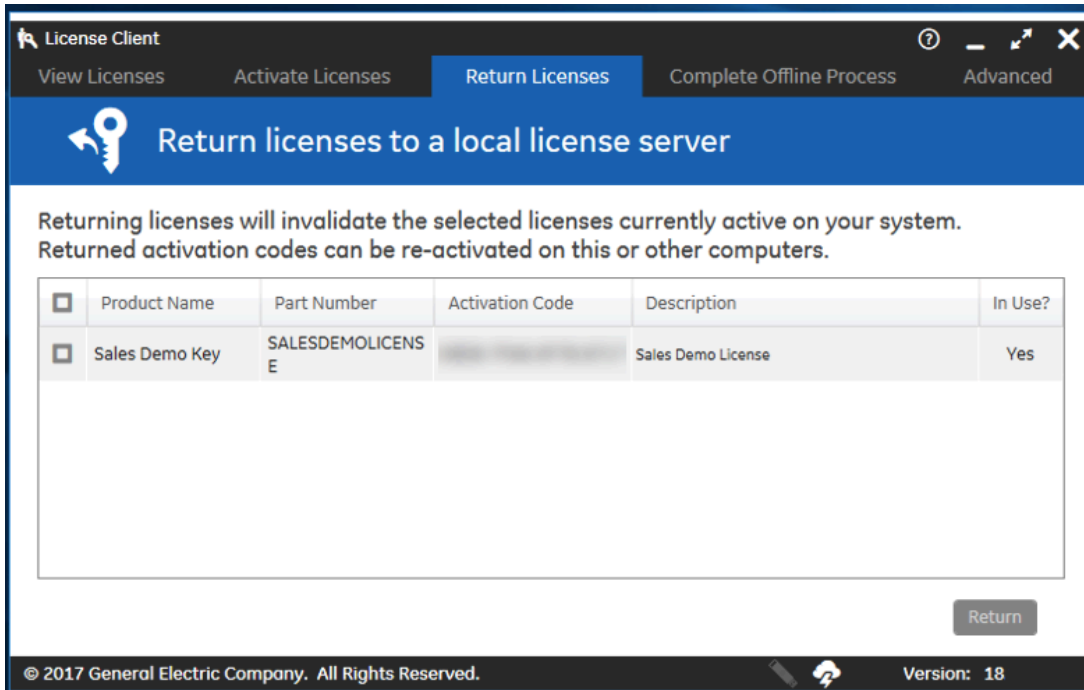 License Client
View Licenses Activate Licenses Return Licenses Complete Offline Process Advanced
Return licenses to a local license server
Returning licenses will invalidate the selected licenses currently active on your system.
Returned activation codes can be re-activated on this or other computers.
Product Name Part Number Activation Code Description In Use?
Sales Demo Key SALESDEMOLICENS Sales Demo License Yes
E
Return
© 2017 General Electric Company. All Rights Reserved. Version: 18